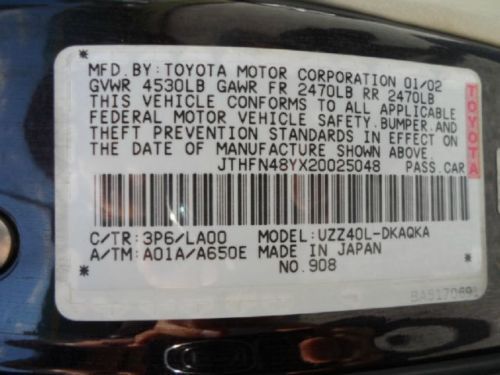 MFD. BY: TOYOTA MOTOR CORPORATION 01/02
GVWR 4530LB GAWR FR 2470LB RR 2470LB
THIS VEHICLE CONFORMS TO ALL APPLICABLE
FEDERAL MOTOR VEHICLE SAFETY, BUMPER, AND
THEFT PREVENTION STANDARDS IN EFFECT ON
THE DATE OF MANUFACTURE SHOWN ABOVE.
JTHFN48YX20025048 PASS. CAR
TOYOTA
C/TR: 3P6/LA00 MODEL: UZZ40L-DKAQKA
A/TM: A01A/A650E MADE IN JAPAN
NO. 908